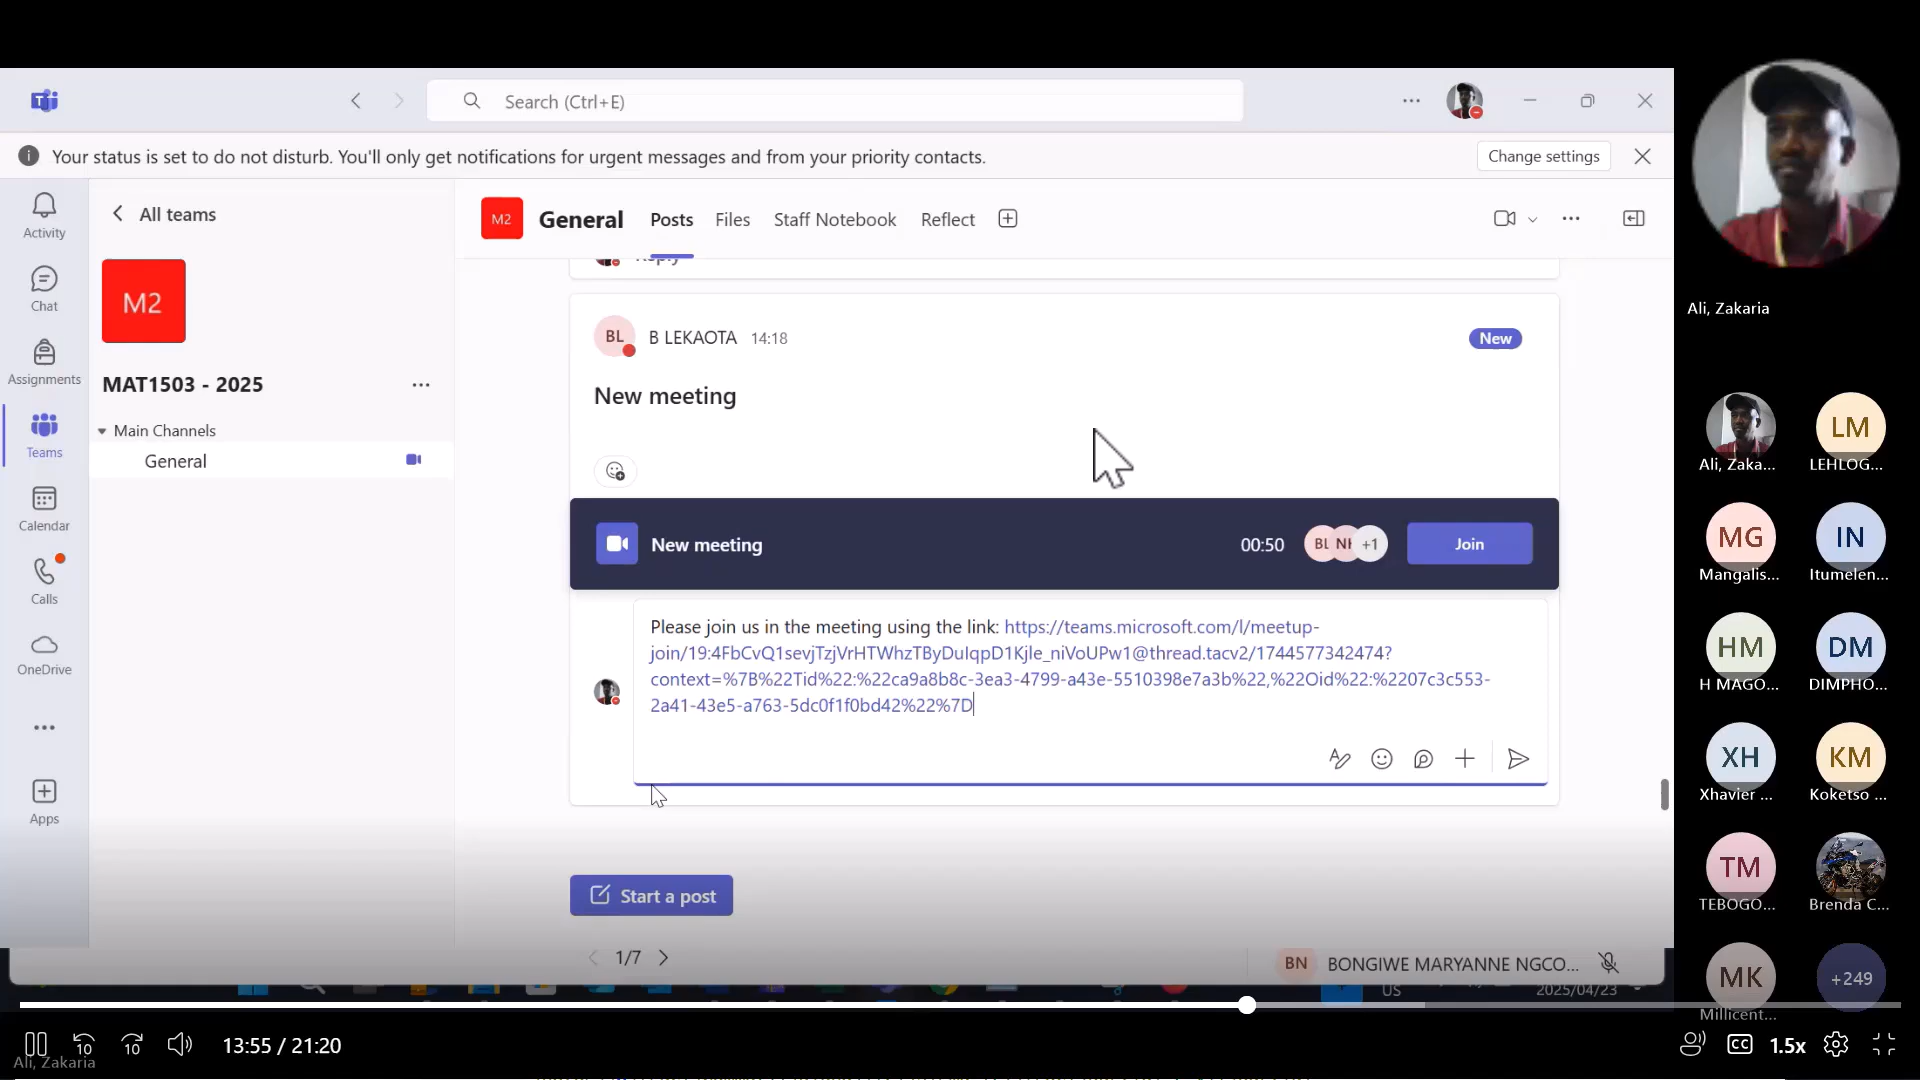 Search (Ctrl+E)
Your status is set to do not disturb. You'll only get notifications for urgent messages and from your priority contacts.
Change settings
Activity
Chat
Assignments
Teams
Calendar
Calls
OneDrive
Apps
All teams
M2
MAT1503 - 2025
Main Channels
General
M2
General
Posts
Files
Staff Notebook
Reflect
Reply
BL
B LEKAOTA 14:18
New
New meeting
New meeting
00:50
BL
+1
Join
Please join us in the meeting using the link: https://teams.microsoft.com/l/meetup-
join/19:4FbCvQ1sevjTzjVrHTWhzTByDuIqpD1Kjle_niVoUPw1@thread.tacv2/1744577342474?
context=%7B%22Tid%22:%22ca9a8b8c-3ea3-4799-a43e-5510398e7a3b%22,%22Oid%22:%2207c3c553-
2a41-43e5-a763-5dc0f1f0bd42%22%7D
Start a post
1/7
BN
BONGIWE MARYANNE NGCO...
US
2025/04/23
Ali, Zakaria
Ali, Zaka...
LM
LEHLOG...
MG
Mangalis...
IN
Itumelen...
HM
H MAGO...
DM
DIMPHO...
XH
Xhavier ...
KM
Koketso ...
TM
TEBOGO...
Brenda C...
MK
Millicent...
+249
10
10
13:55 / 21:20
Ali, Zakaria
CC
1.5x